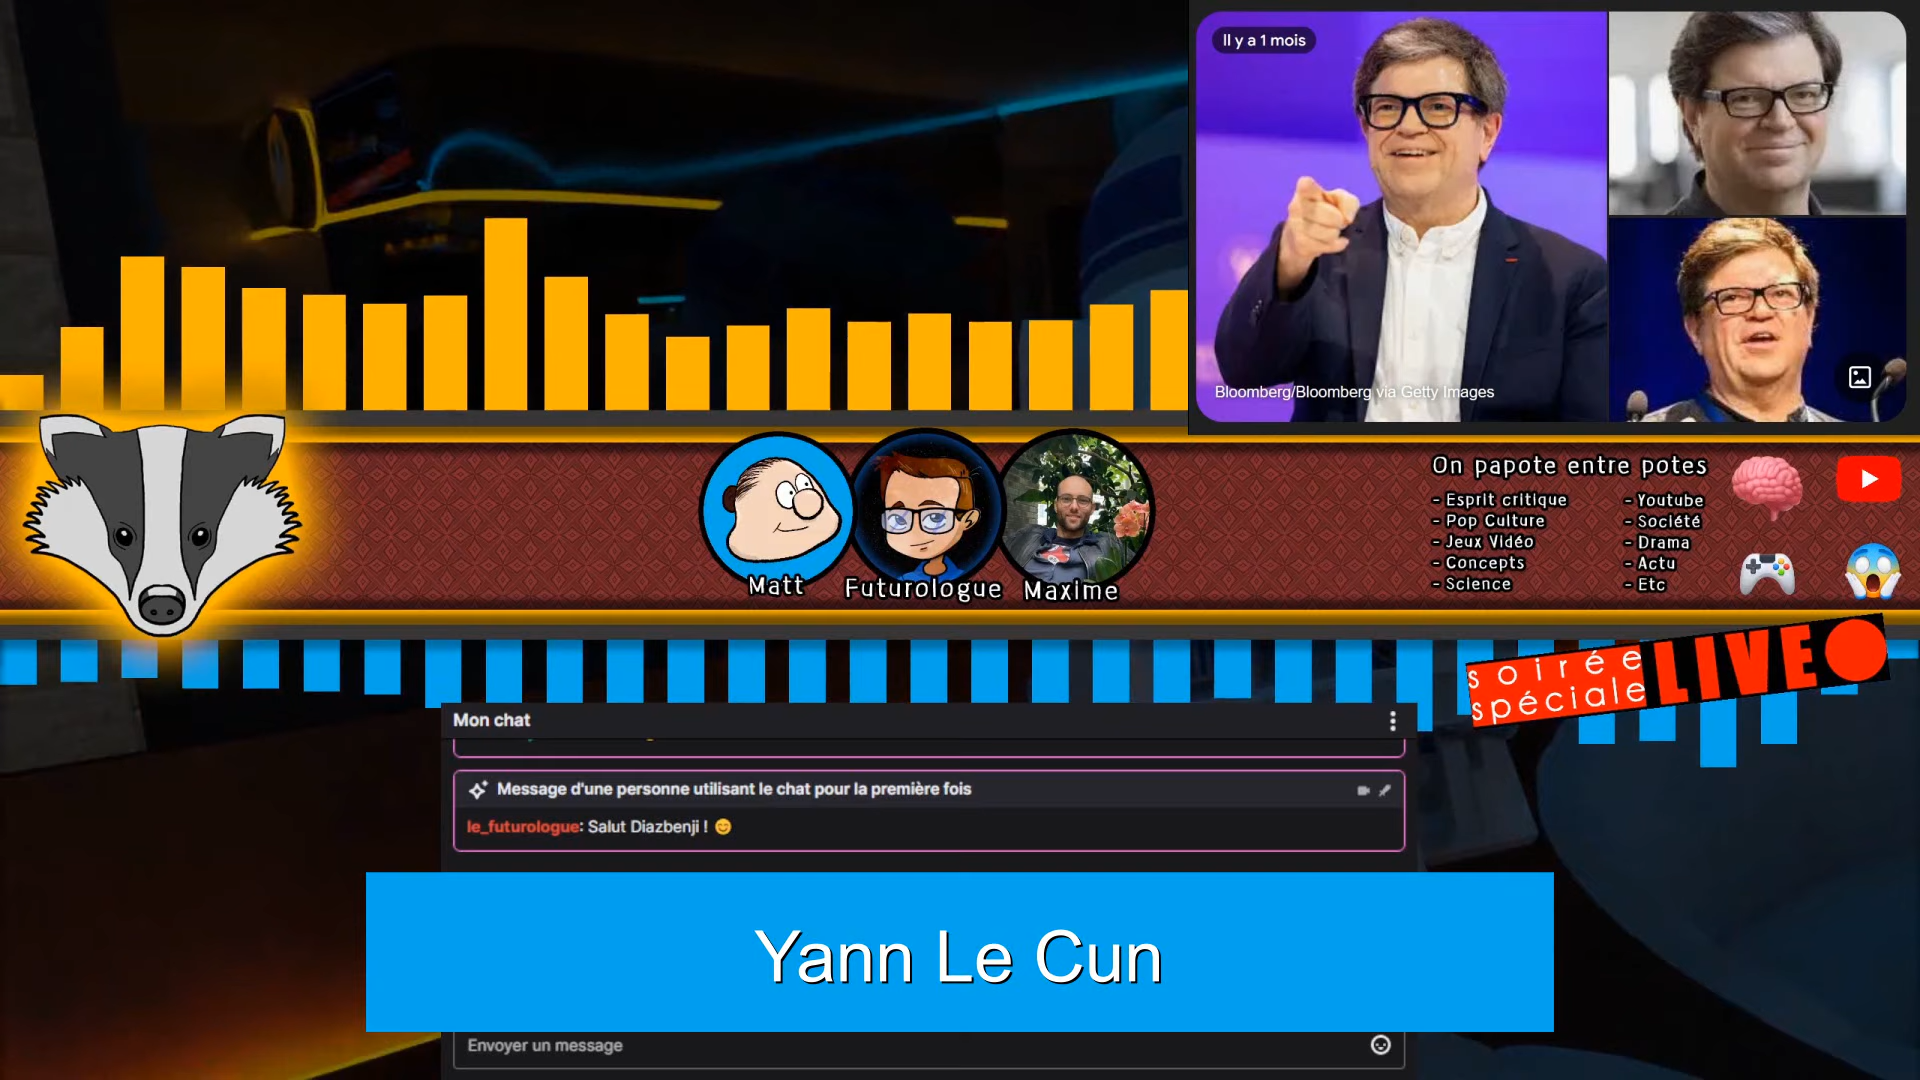 Il y a 1 mois
Bloomberg/Bloomberg via Getty Images
Matt
Futurologue
Maxime
On papote entre potes
- Esprit critique
- Pop Culture
- Jeux Vidéo
- Concepts
- Science
- Youtube
- Société
- Drama
- Actu
- Etc
soirée
spéciale
LIVE
Mon chat
Message d'une personne utilisant le chat pour la première fois
le_futurologue: Salut Diazbenji ! 😊
Yann Le Cun
Envoyer un message